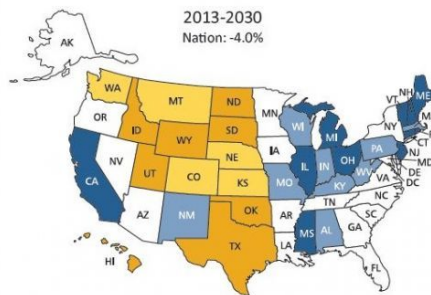 2013-2030
Nation: -4.0%
AK
WA
MT
ND
MN
VT
NH
ME
OR
ID
SD
WI
MI
NY
WY
IA
NE
PA
CT
NJ
NV
UT
CO
IL
IN
OH
MD
DE
CA
KS
MO
KY
WV
VA
DC
AZ
NM
OK
AR
TN
NC
SC
TX
LA
MS
AL
GA
HI
FL